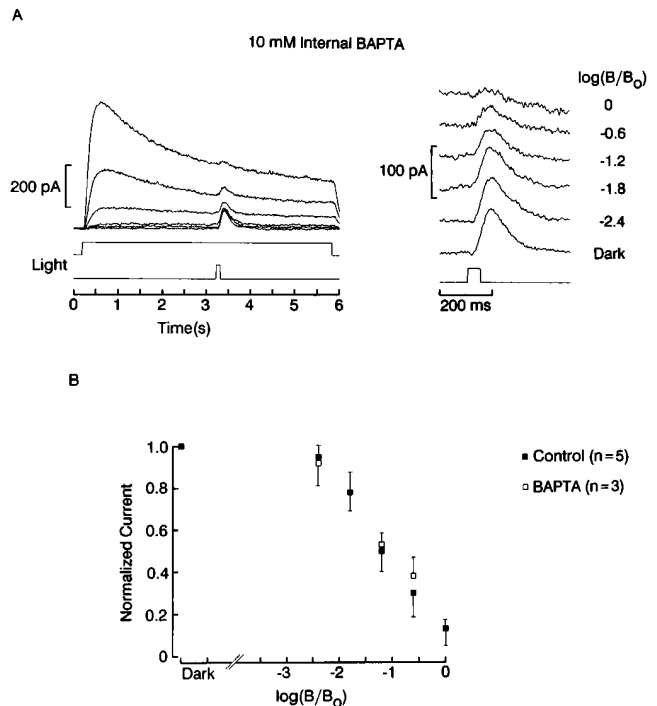 A
10 mM Internal BAPTA
log(B/B₀)
0
-0.6
-1.2
-1.8
-2.4
Dark
200 pA
100 pA
Light
0 1 2 3 4 5 6
Time(s)
200 ms
B
1.0
0.8
0.6
0.4
0.2
0
Normalized Current
Dark -3 -2 -1 0
log(B/B₀)
Control (n=5)
BAPTA (n=3)